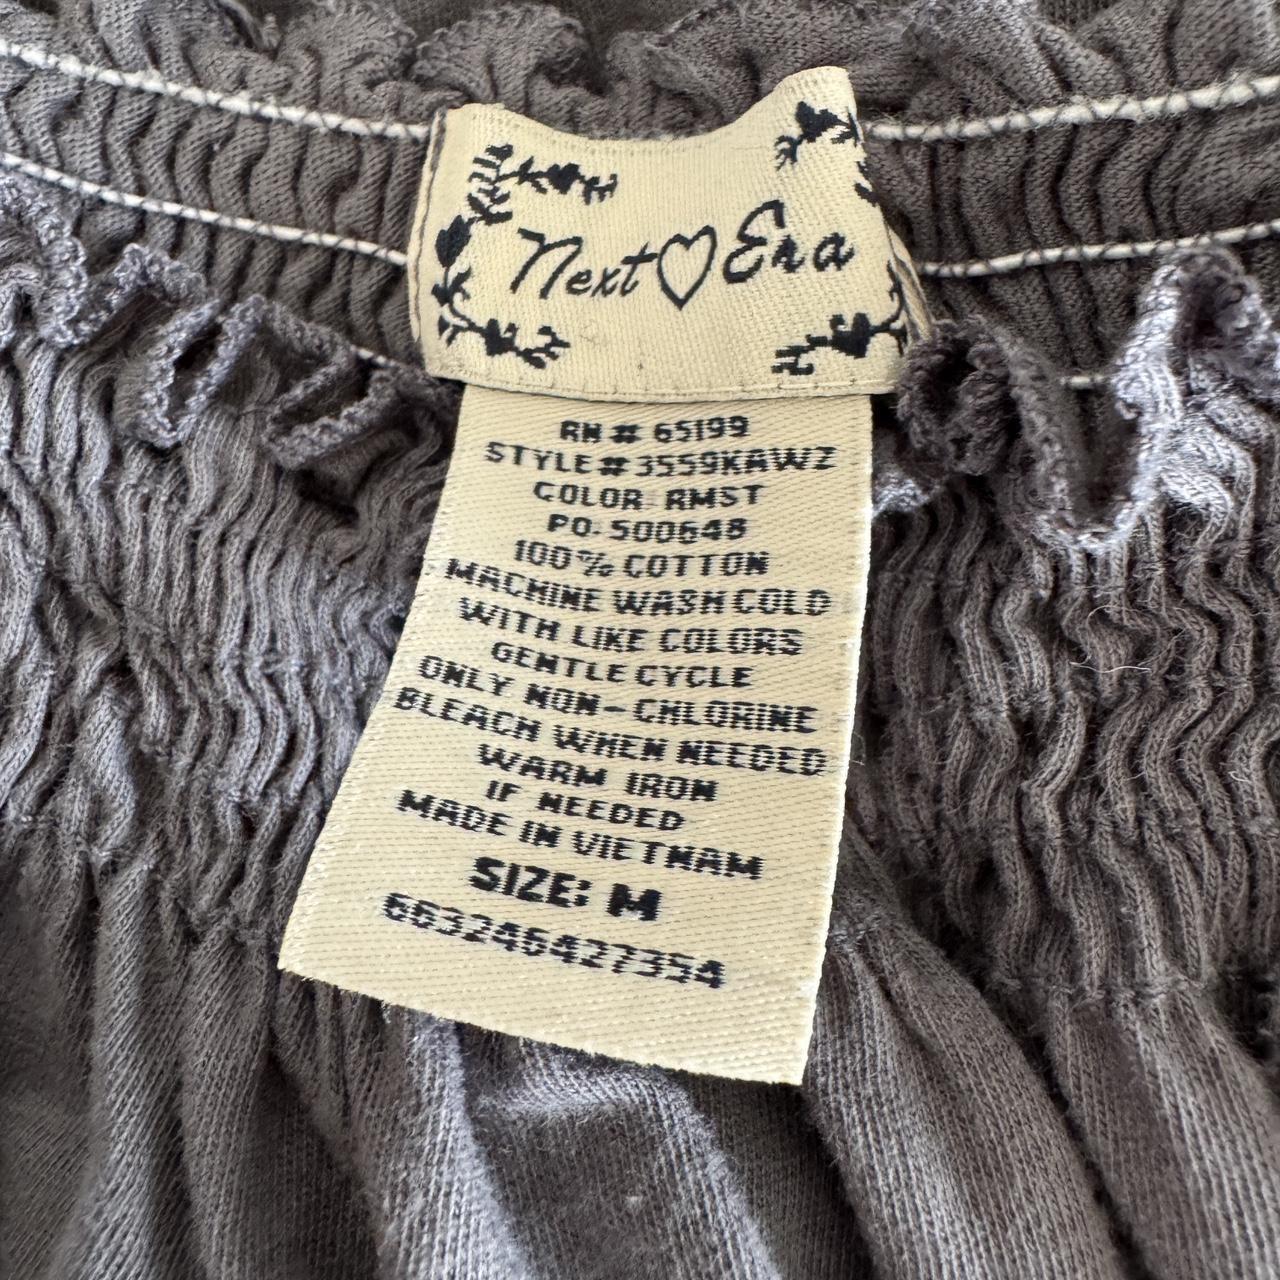 Next♡Era
RN# 65199
STYLE#3559KAWZ
COLOR: RMST
PO. 500648
100% COTTON
MACHINE WASH COLD
WITH LIKE COLORS
GENTLE CYCLE
ONLY NON-CHLORINE
BLEACH WHEN NEEDED
WARM IRON
IF NEEDED
MADE IN VIETNAM
SIZE: M
663246427354